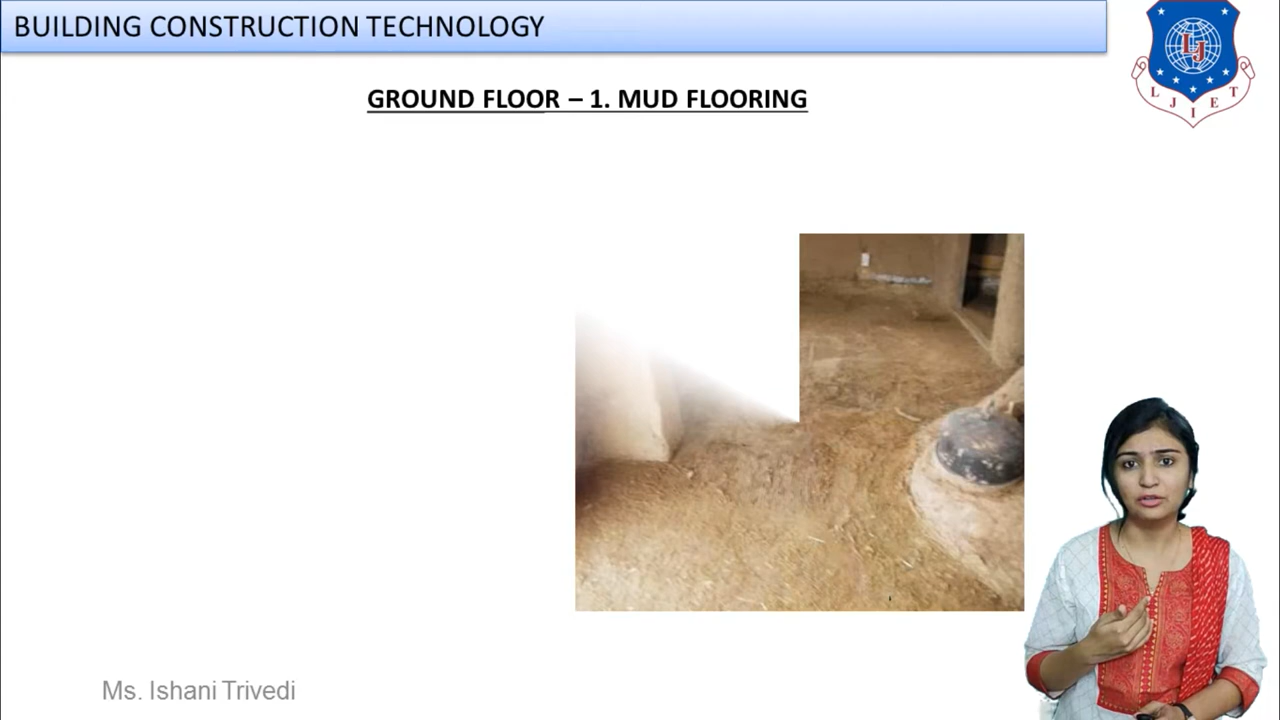 BUILDING CONSTRUCTION TECHNOLOGY
GROUND FLOOR – 1. MUD FLOORING
LJ
L J I E T
Ms. Ishani Trivedi